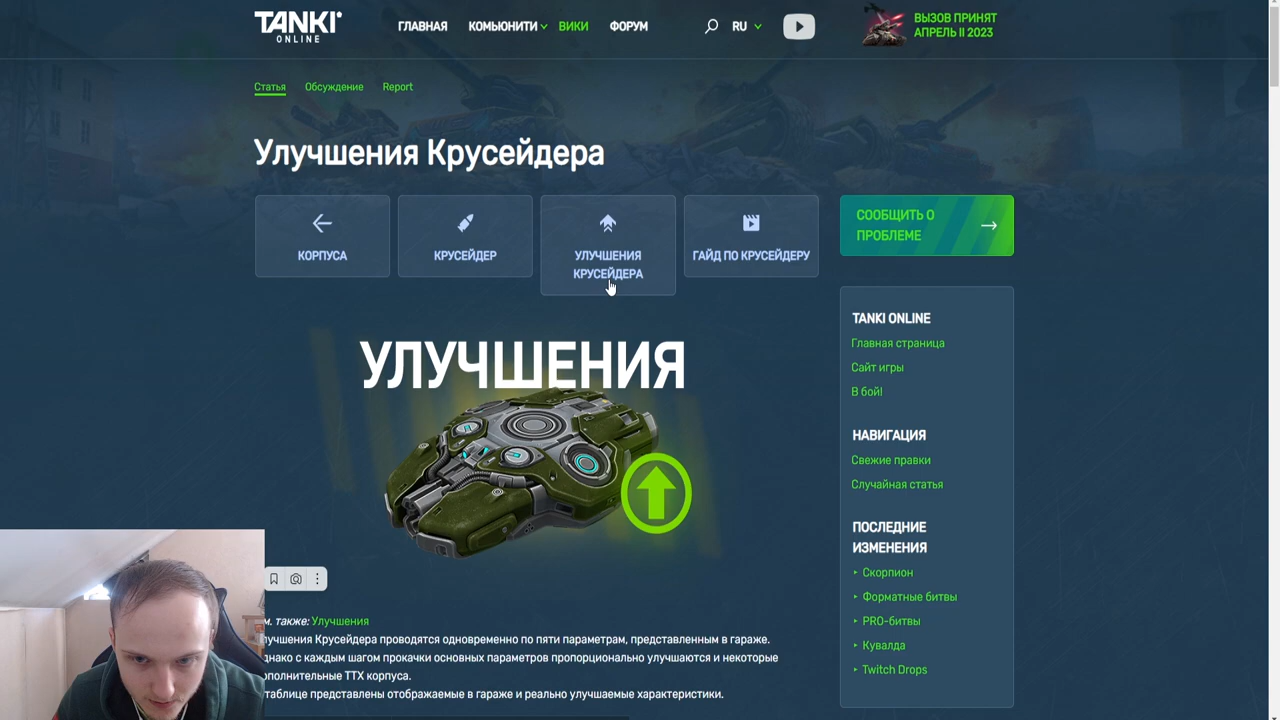 TANKI
ONLINE
ГЛАВНАЯ
КОМЬЮНИТИ
ВИКИ
ФОРУМ
RU
ВЫЗОВ ПРИНЯТ
АПРЕЛЬ II 2023
Статья
Обсуждение
Report
Улучшения Крусейдера
КОРПУСА
КРУСЕЙДЕР
УЛУЧШЕНИЯ
КРУСЕЙДЕРА
ГАЙД ПО КРУСЕЙДЕРУ
СООБЩИТЬ О
ПРОБЛЕМЕ
УЛУЧШЕНИЯ
м. также: Улучшения
лучшения Крусейдера проводятся одновременно по пяти параметрам, представленным в гараже.
днако с каждым шагом прокачки основных параметров пропорционально улучшаются и некоторые
ополнительные ТТХ корпуса.
таблице представлены отображаемые в гараже и реально улучшаемые характеристики.
TANKI ONLINE
Главная страница
Сайт игры
В бой!
НАВИГАЦИЯ
Свежие правки
Случайная статья
ПОСЛЕДНИЕ
ИЗМЕНЕНИЯ
Скорпион
Форматные битвы
PRO-битвы
Кувалда
Twitch Drops